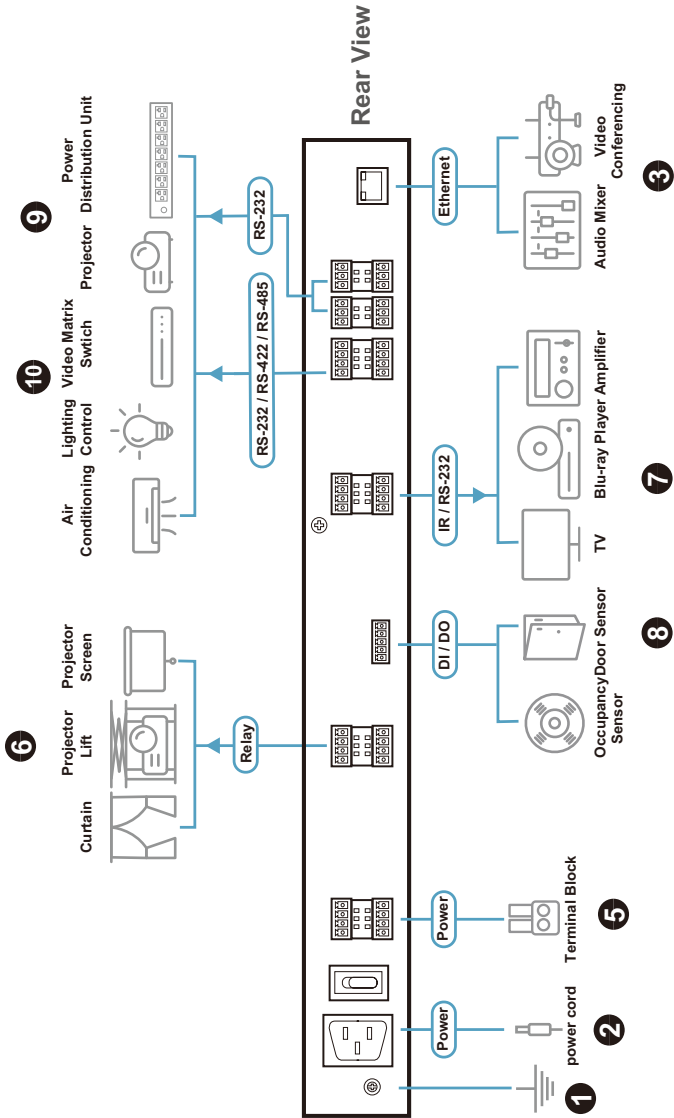 6
10
9
Curtain
Projector
Lift
Projector
Screen
Air
Conditioning
Lighting
Control
Video Matrix
Swtich
Projector
Power
Distribution Unit
Relay
RS-232 / RS-422 / RS-485
RS-232
Rear View
Power
Power
DI / DO
IR / RS-232
Ethernet
power cord
Terminal Block
Occupancy
Sensor
Door Sensor
TV
Blu-ray Player
Amplifier
Audio Mixer
Video
Conferencing
1
2
5
8
7
3